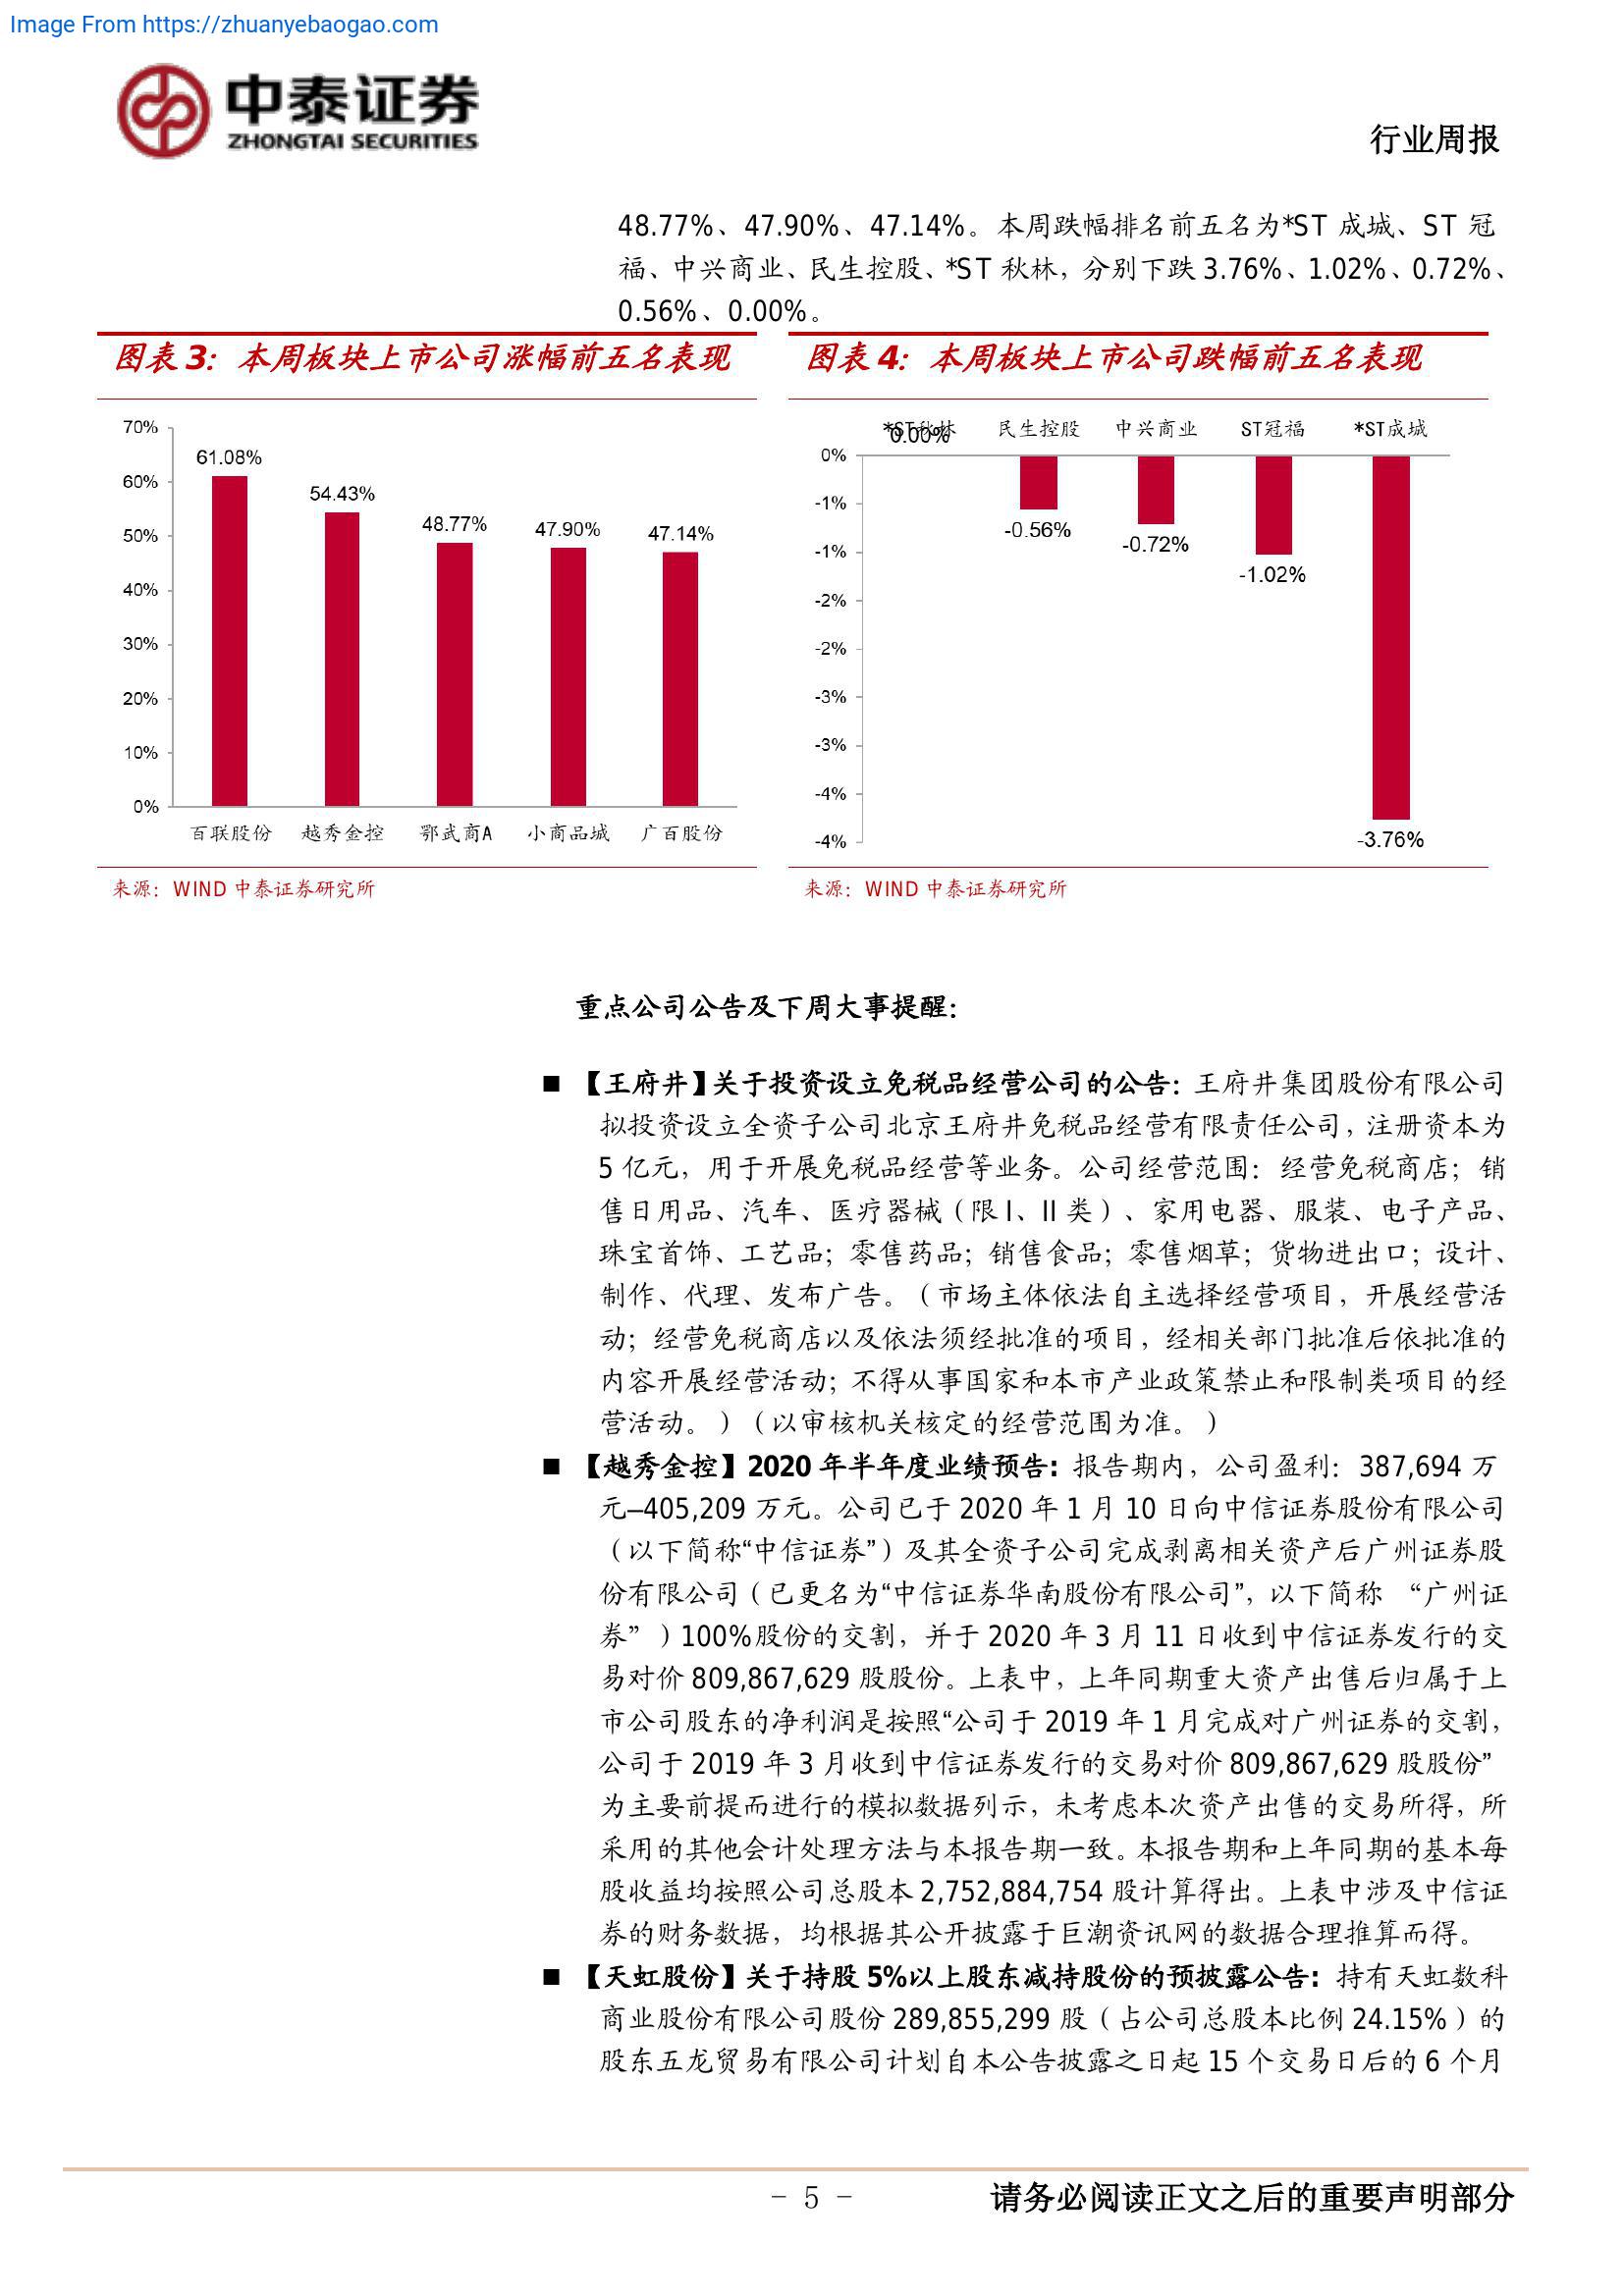 Image From https://zhuanyebaogao.com
中泰证券
ZHONGTAI SECURITIES
行业周报
48.77%、47.90%、47.14%。本周跌幅排名前五名为*ST 成城、ST 冠
福、中兴商业、民生控股、*ST 秋林，分别下跌 3.76%、1.02%、0.72%、
0.56%、0.00%。
图表 3：本周板块上市公司涨幅前五名表现
70%
60%
50%
40%
30%
20%
10%
0%
61.08%
54.43%
48.77%
47.90%
47.14%
百联股份 越秀金控 鄂武商A 小商品城 广百股份
来源：WIND 中泰证券研究所
图表 4：本周板块上市公司跌幅前五名表现
*ST秋林 民生控股 中兴商业 ST冠福 *ST成城
0.00%
0%
-1%
-1%
-2%
-2%
-3%
-3%
-4%
-4%
-0.56%
-0.72%
-1.02%
-3.76%
来源：WIND 中泰证券研究所
重点公司公告及下周大事提醒：
■ 【王府井】关于投资设立免税品经营公司的公告：王府井集团股份有限公司
拟投资设立全资子公司北京王府井免税品经营有限责任公司，注册资本为
5 亿元，用于开展免税品经营等业务。公司经营范围：经营免税商店；销
售日用品、汽车、医疗器械（限 I、II 类）、家用电器、服装、电子产品、
珠宝首饰、工艺品；零售药品；销售食品；零售烟草；货物进出口；设计、
制作、代理、发布广告。（市场主体依法自主选择经营项目，开展经营活
动；经营免税商店以及依法须经批准的项目，经相关部门批准后依批准的
内容开展经营活动；不得从事国家和本市产业政策禁止和限制类项目的经
营活动。）（以审核机关核定的经营范围为准。）
■ 【越秀金控】2020 年半年度业绩预告：报告期内，公司盈利：387,694 万
元–405,209 万元。公司已于 2020 年 1 月 10 日向中信证券股份有限公司
（以下简称“中信证券”）及其全资子公司完成剥离相关资产后广州证券股
份有限公司（已更名为“中信证券华南股份有限公司”，以下简称 “广州证
券”）100%股份的交割，并于 2020 年 3 月 11 日收到中信证券发行的交
易对价 809,867,629 股股份。上表中，上年同期重大资产出售后归属于上
市公司股东的净利润是按照“公司于 2019 年 1 月完成对广州证券的交割，
公司于 2019 年 3 月收到中信证券发行的交易对价 809,867,629 股股份”
为主要前提而进行的模拟数据列示，未考虑本次资产出售的交易所得，所
采用的其他会计处理方法与本报告期一致。本报告期和上年同期的基本每
股收益均按照公司总股本 2,752,884,754 股计算得出。上表中涉及中信证
券的财务数据，均根据其公开披露于巨潮资讯网的数据合理推算而得。
■ 【天虹股份】关于持股 5%以上股东减持股份的预披露公告：持有天虹数科
商业股份有限公司股份 289,855,299 股（占公司总股本比例 24.15%）的
股东五龙贸易有限公司计划自本公告披露之日起 15 个交易日后的 6 个月
- 5 -
请务必阅读正文之后的重要声明部分